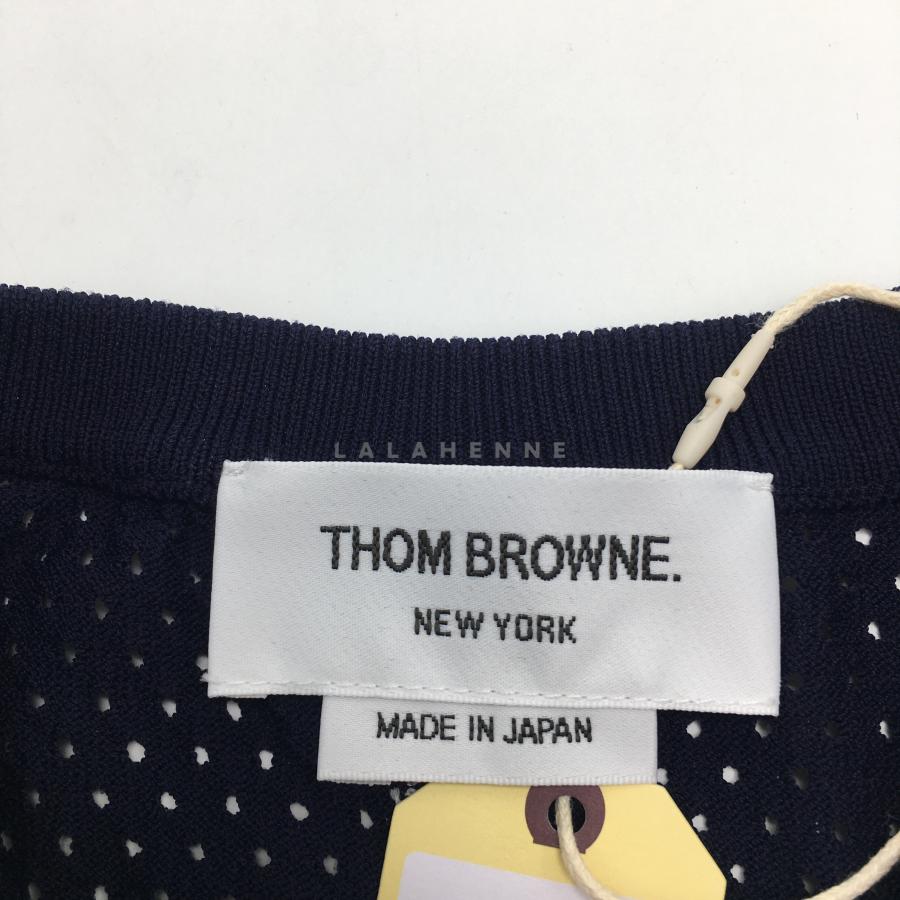 LALAHENNE
THOM BROWNE.
NEW YORK
MADE IN JAPAN